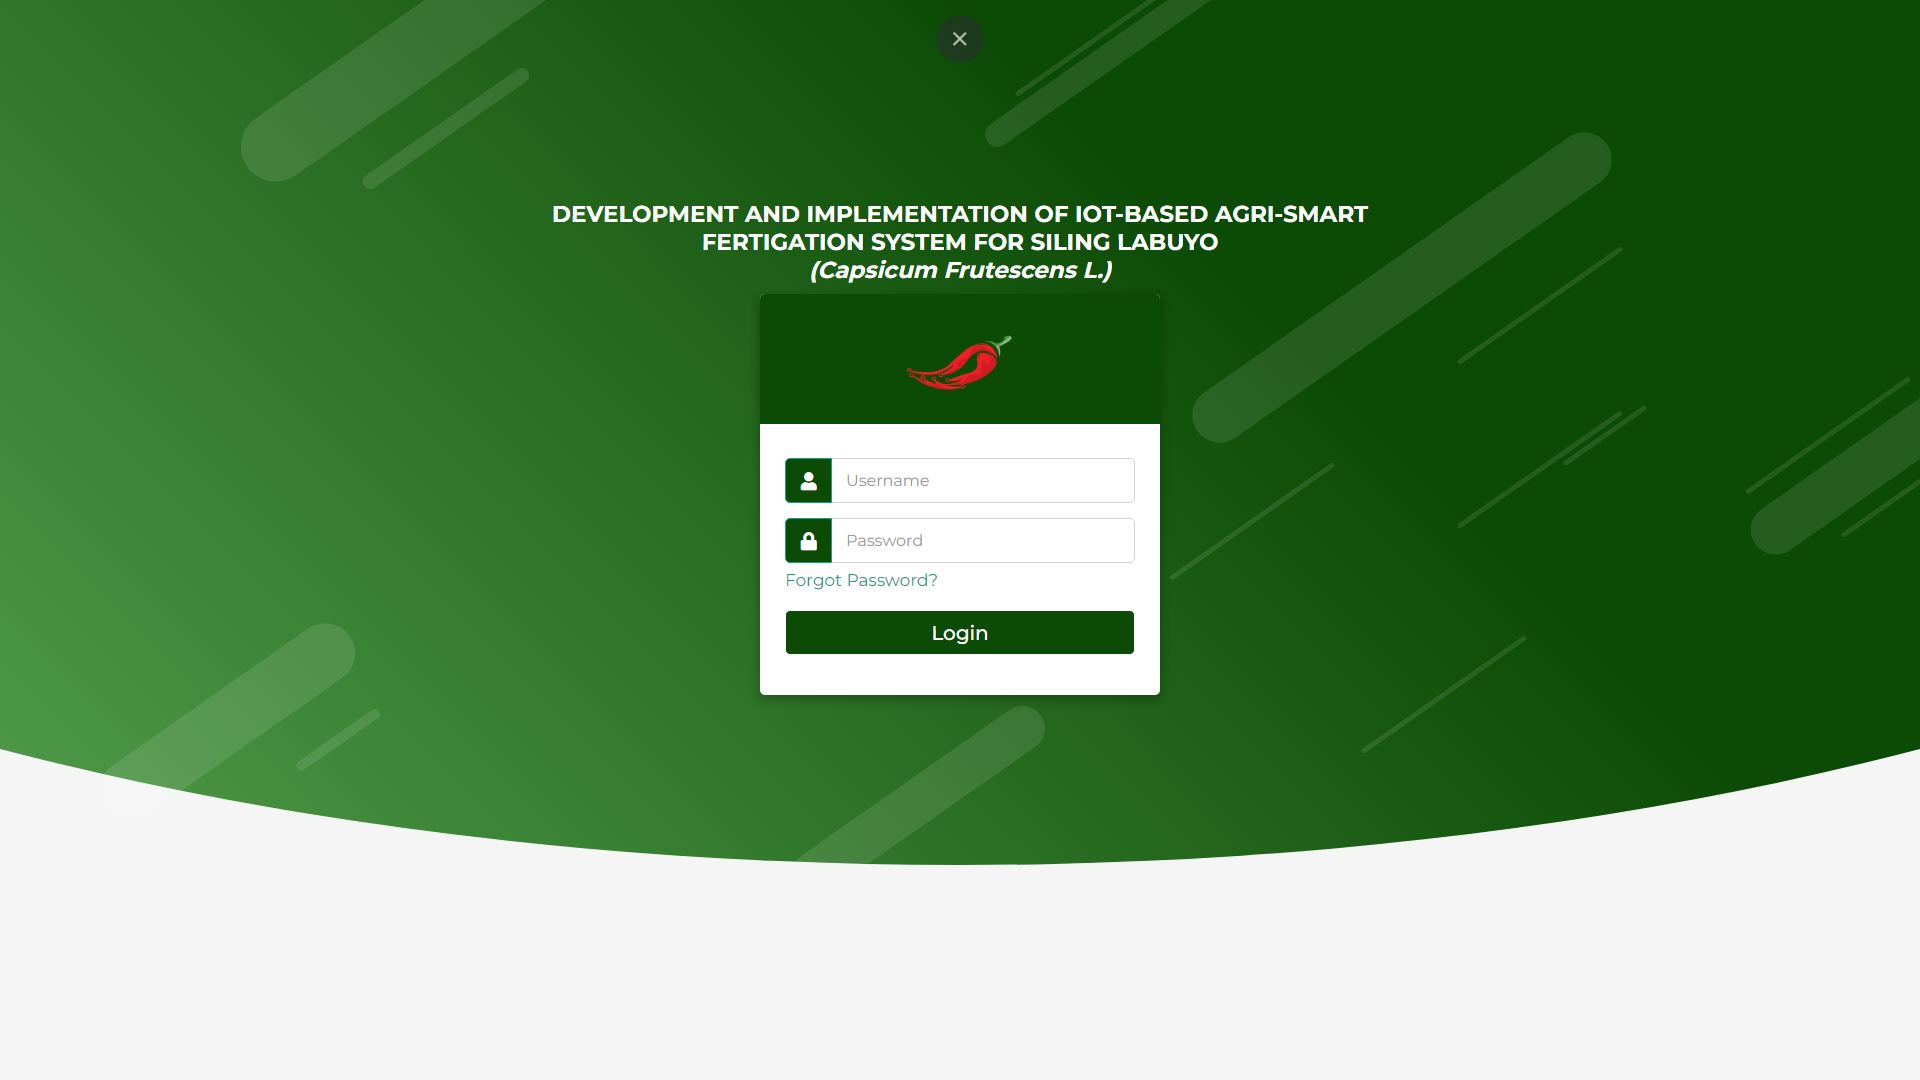 DEVELOPMENT AND IMPLEMENTATION OF IOT-BASED AGRI-SMART
FERTIGATION SYSTEM FOR SILING LABUYO
(Capsicum Frutescens L.)
Username
Password
Forgot Password?
Login